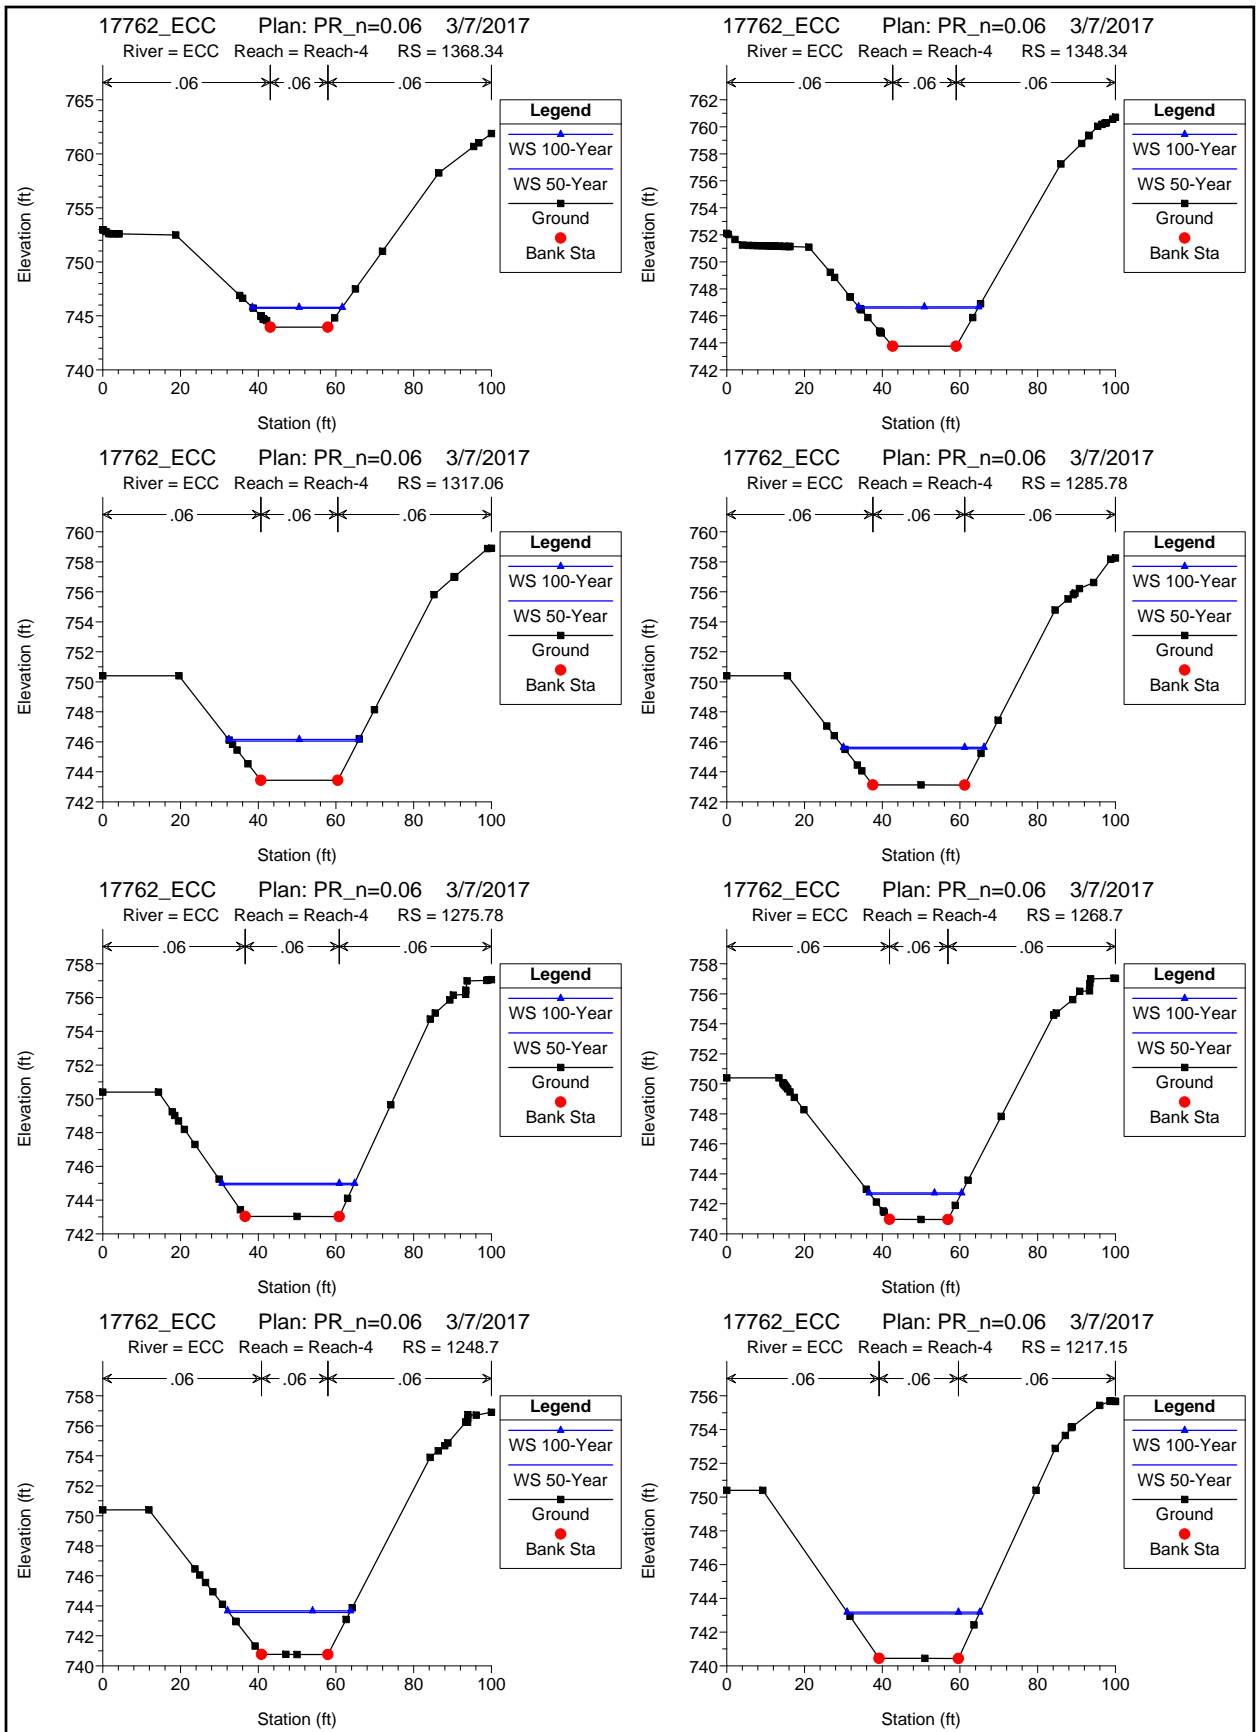 17762_ECC Plan: PR_n=0.06 3/7/2017
River = ECC Reach = Reach-4 RS = 1368.34
.06 .06 .06
Legend
WS 100-Year
WS 50-Year
Ground
Bank Sta
765
760
755
750
745
740
Elevation (ft)
0 20 40 60 80 100
Station (ft)
17762_ECC Plan: PR_n=0.06 3/7/2017
River = ECC Reach = Reach-4 RS = 1348.34
.06 .06 .06
Legend
WS 100-Year
WS 50-Year
Ground
Bank Sta
762
760
758
756
754
752
750
748
746
744
742
Elevation (ft)
0 20 40 60 80 100
Station (ft)
17762_ECC Plan: PR_n=0.06 3/7/2017
River = ECC Reach = Reach-4 RS = 1317.06
.06 .06 .06
Legend
WS 100-Year
WS 50-Year
Ground
Bank Sta
760
758
756
754
752
750
748
746
744
742
Elevation (ft)
0 20 40 60 80 100
Station (ft)
17762_ECC Plan: PR_n=0.06 3/7/2017
River = ECC Reach = Reach-4 RS = 1285.78
.06 .06 .06
Legend
WS 100-Year
WS 50-Year
Ground
Bank Sta
760
758
756
754
752
750
748
746
744
742
Elevation (ft)
0 20 40 60 80 100
Station (ft)
17762_ECC Plan: PR_n=0.06 3/7/2017
River = ECC Reach = Reach-4 RS = 1275.78
.06 .06 .06
Legend
WS 100-Year
WS 50-Year
Ground
Bank Sta
758
756
754
752
750
748
746
744
742
Elevation (ft)
0 20 40 60 80 100
Station (ft)
17762_ECC Plan: PR_n=0.06 3/7/2017
River = ECC Reach = Reach-4 RS = 1268.7
.06 .06 .06
Legend
WS 100-Year
WS 50-Year
Ground
Bank Sta
758
756
754
752
750
748
746
744
742
740
Elevation (ft)
0 20 40 60 80 100
Station (ft)
17762_ECC Plan: PR_n=0.06 3/7/2017
River = ECC Reach = Reach-4 RS = 1248.7
.06 .06 .06
Legend
WS 100-Year
WS 50-Year
Ground
Bank Sta
758
756
754
752
750
748
746
744
742
740
Elevation (ft)
0 20 40 60 80 100
Station (ft)
17762_ECC Plan: PR_n=0.06 3/7/2017
River = ECC Reach = Reach-4 RS = 1217.15
.06 .06 .06
Legend
WS 100-Year
WS 50-Year
Ground
Bank Sta
756
754
752
750
748
746
744
742
740
Elevation (ft)
0 20 40 60 80 100
Station (ft)